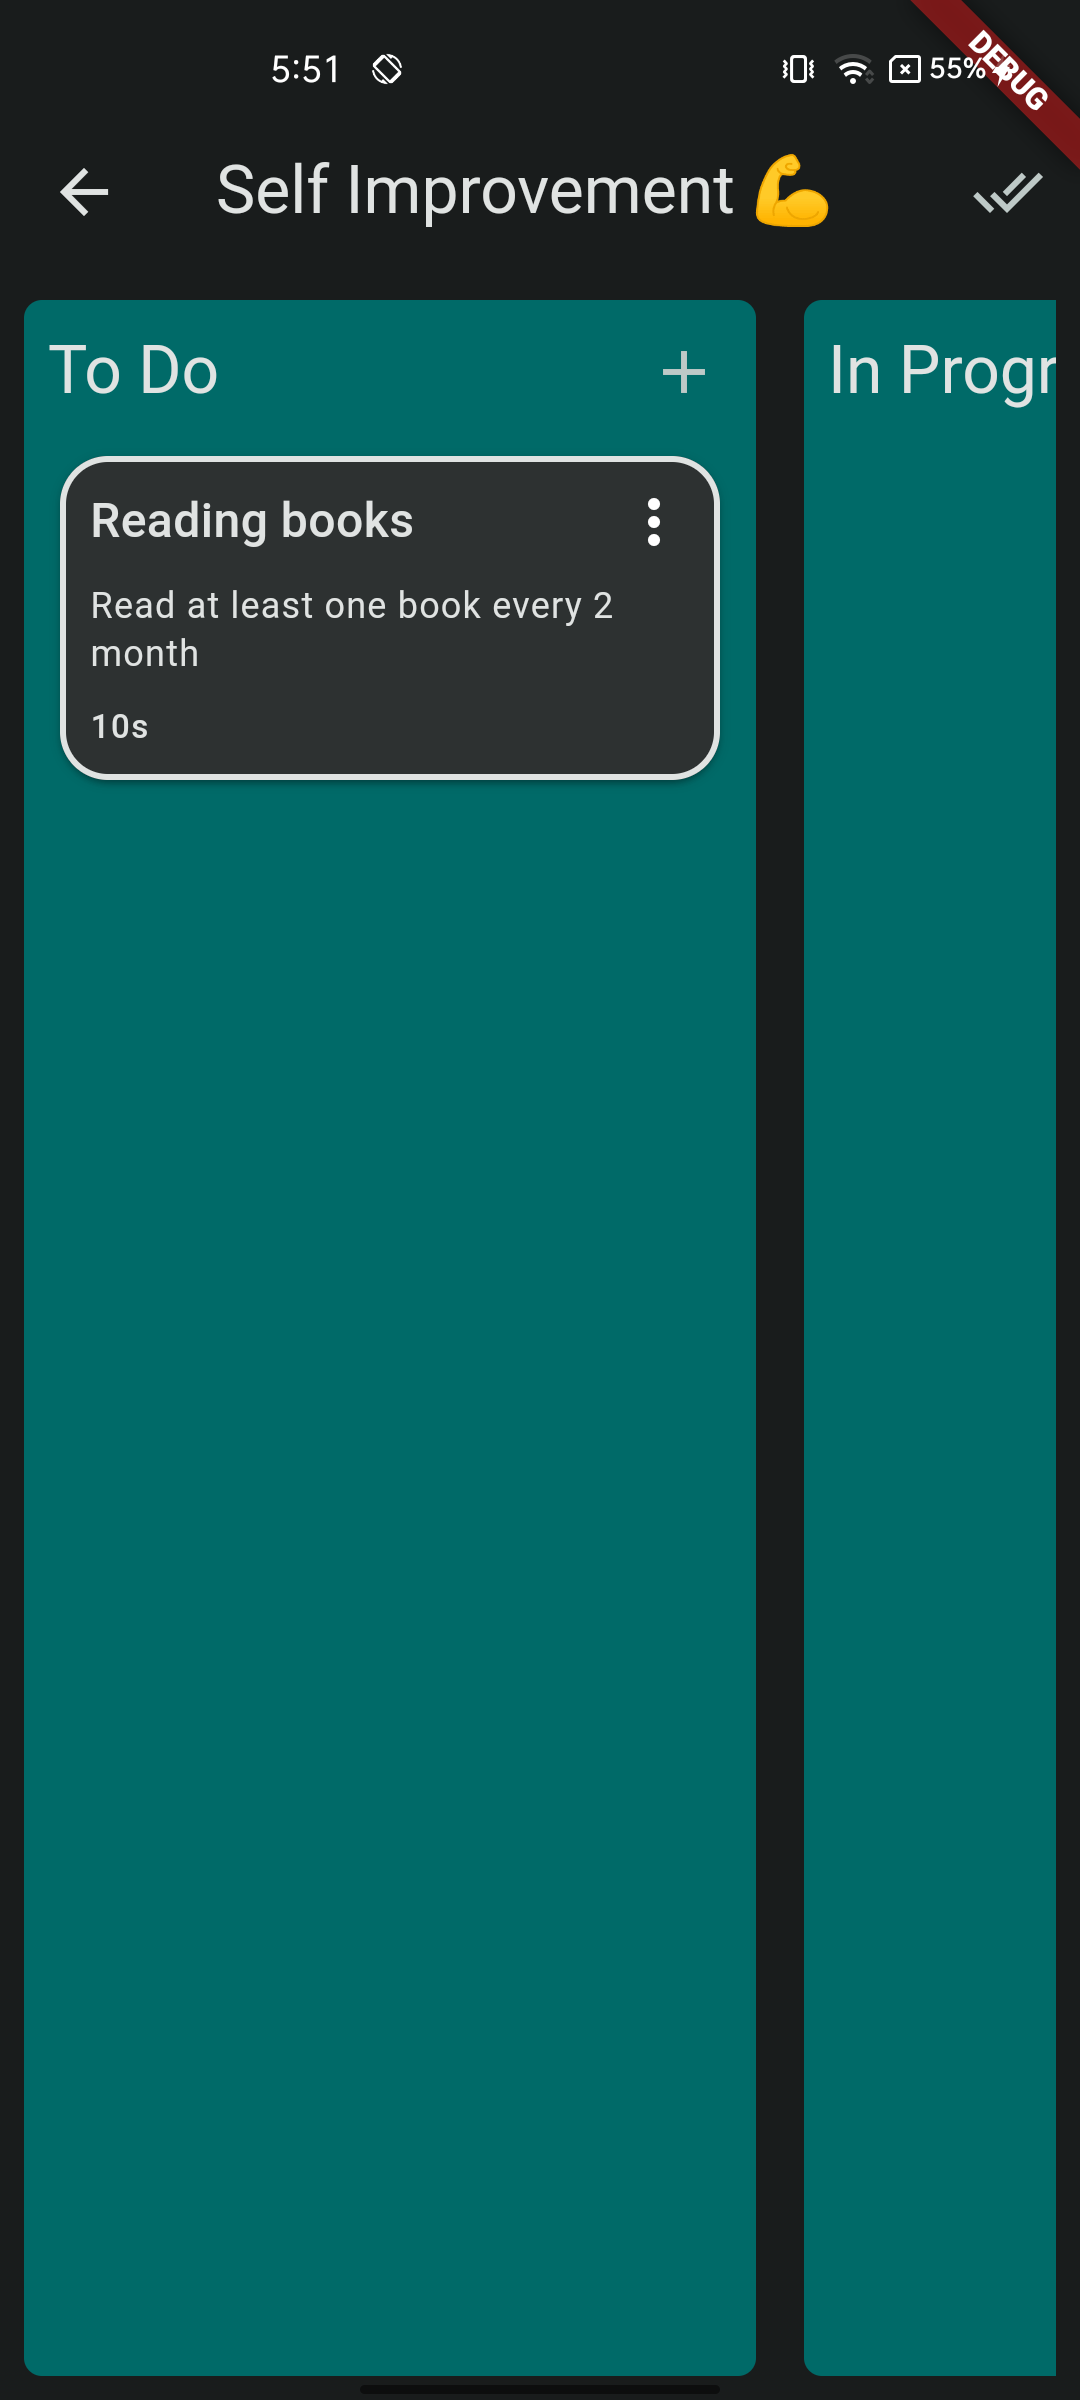 5:51
55%
DEBUG
Self Improvement 💪
To Do
In Progr
Reading books
Read at least one book every 2
month
10s